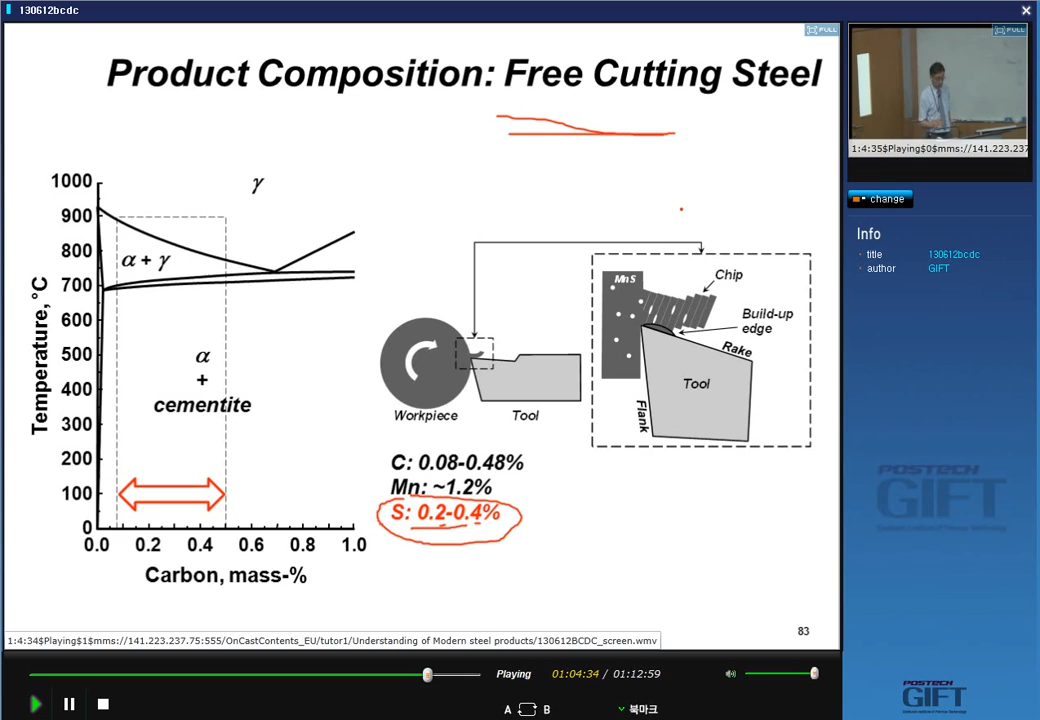 130612bcdc
FULL
Product Composition: Free Cutting Steel
FULL
1:4:35$Playing$0$mms://141.223.237
change
Info
title 130612bcdc
author GIFT
1000
900
800
700
600
500
400
300
200
100
0
Temperature, °C
0.0 0.2 0.4 0.6 0.8 1.0
Carbon, mass-%
γ
α + γ
α
+
cementite
Workpiece
Tool
MnS
Chip
Build-up
edge
Rake
Tool
Flank
C: 0.08-0.48%
Mn: ~1.2%
S: 0.2-0.4%
83
POSTECH
GIFT
1:4:34$Playing$1$mms://141.223.237.75:555/OnCastContents_EU/tutor1/Understanding of Modern steel products/130612BCDC_screen.wmv
Playing 01:04:34 / 01:12:59
A B 북마크
POSTECH
GIFT